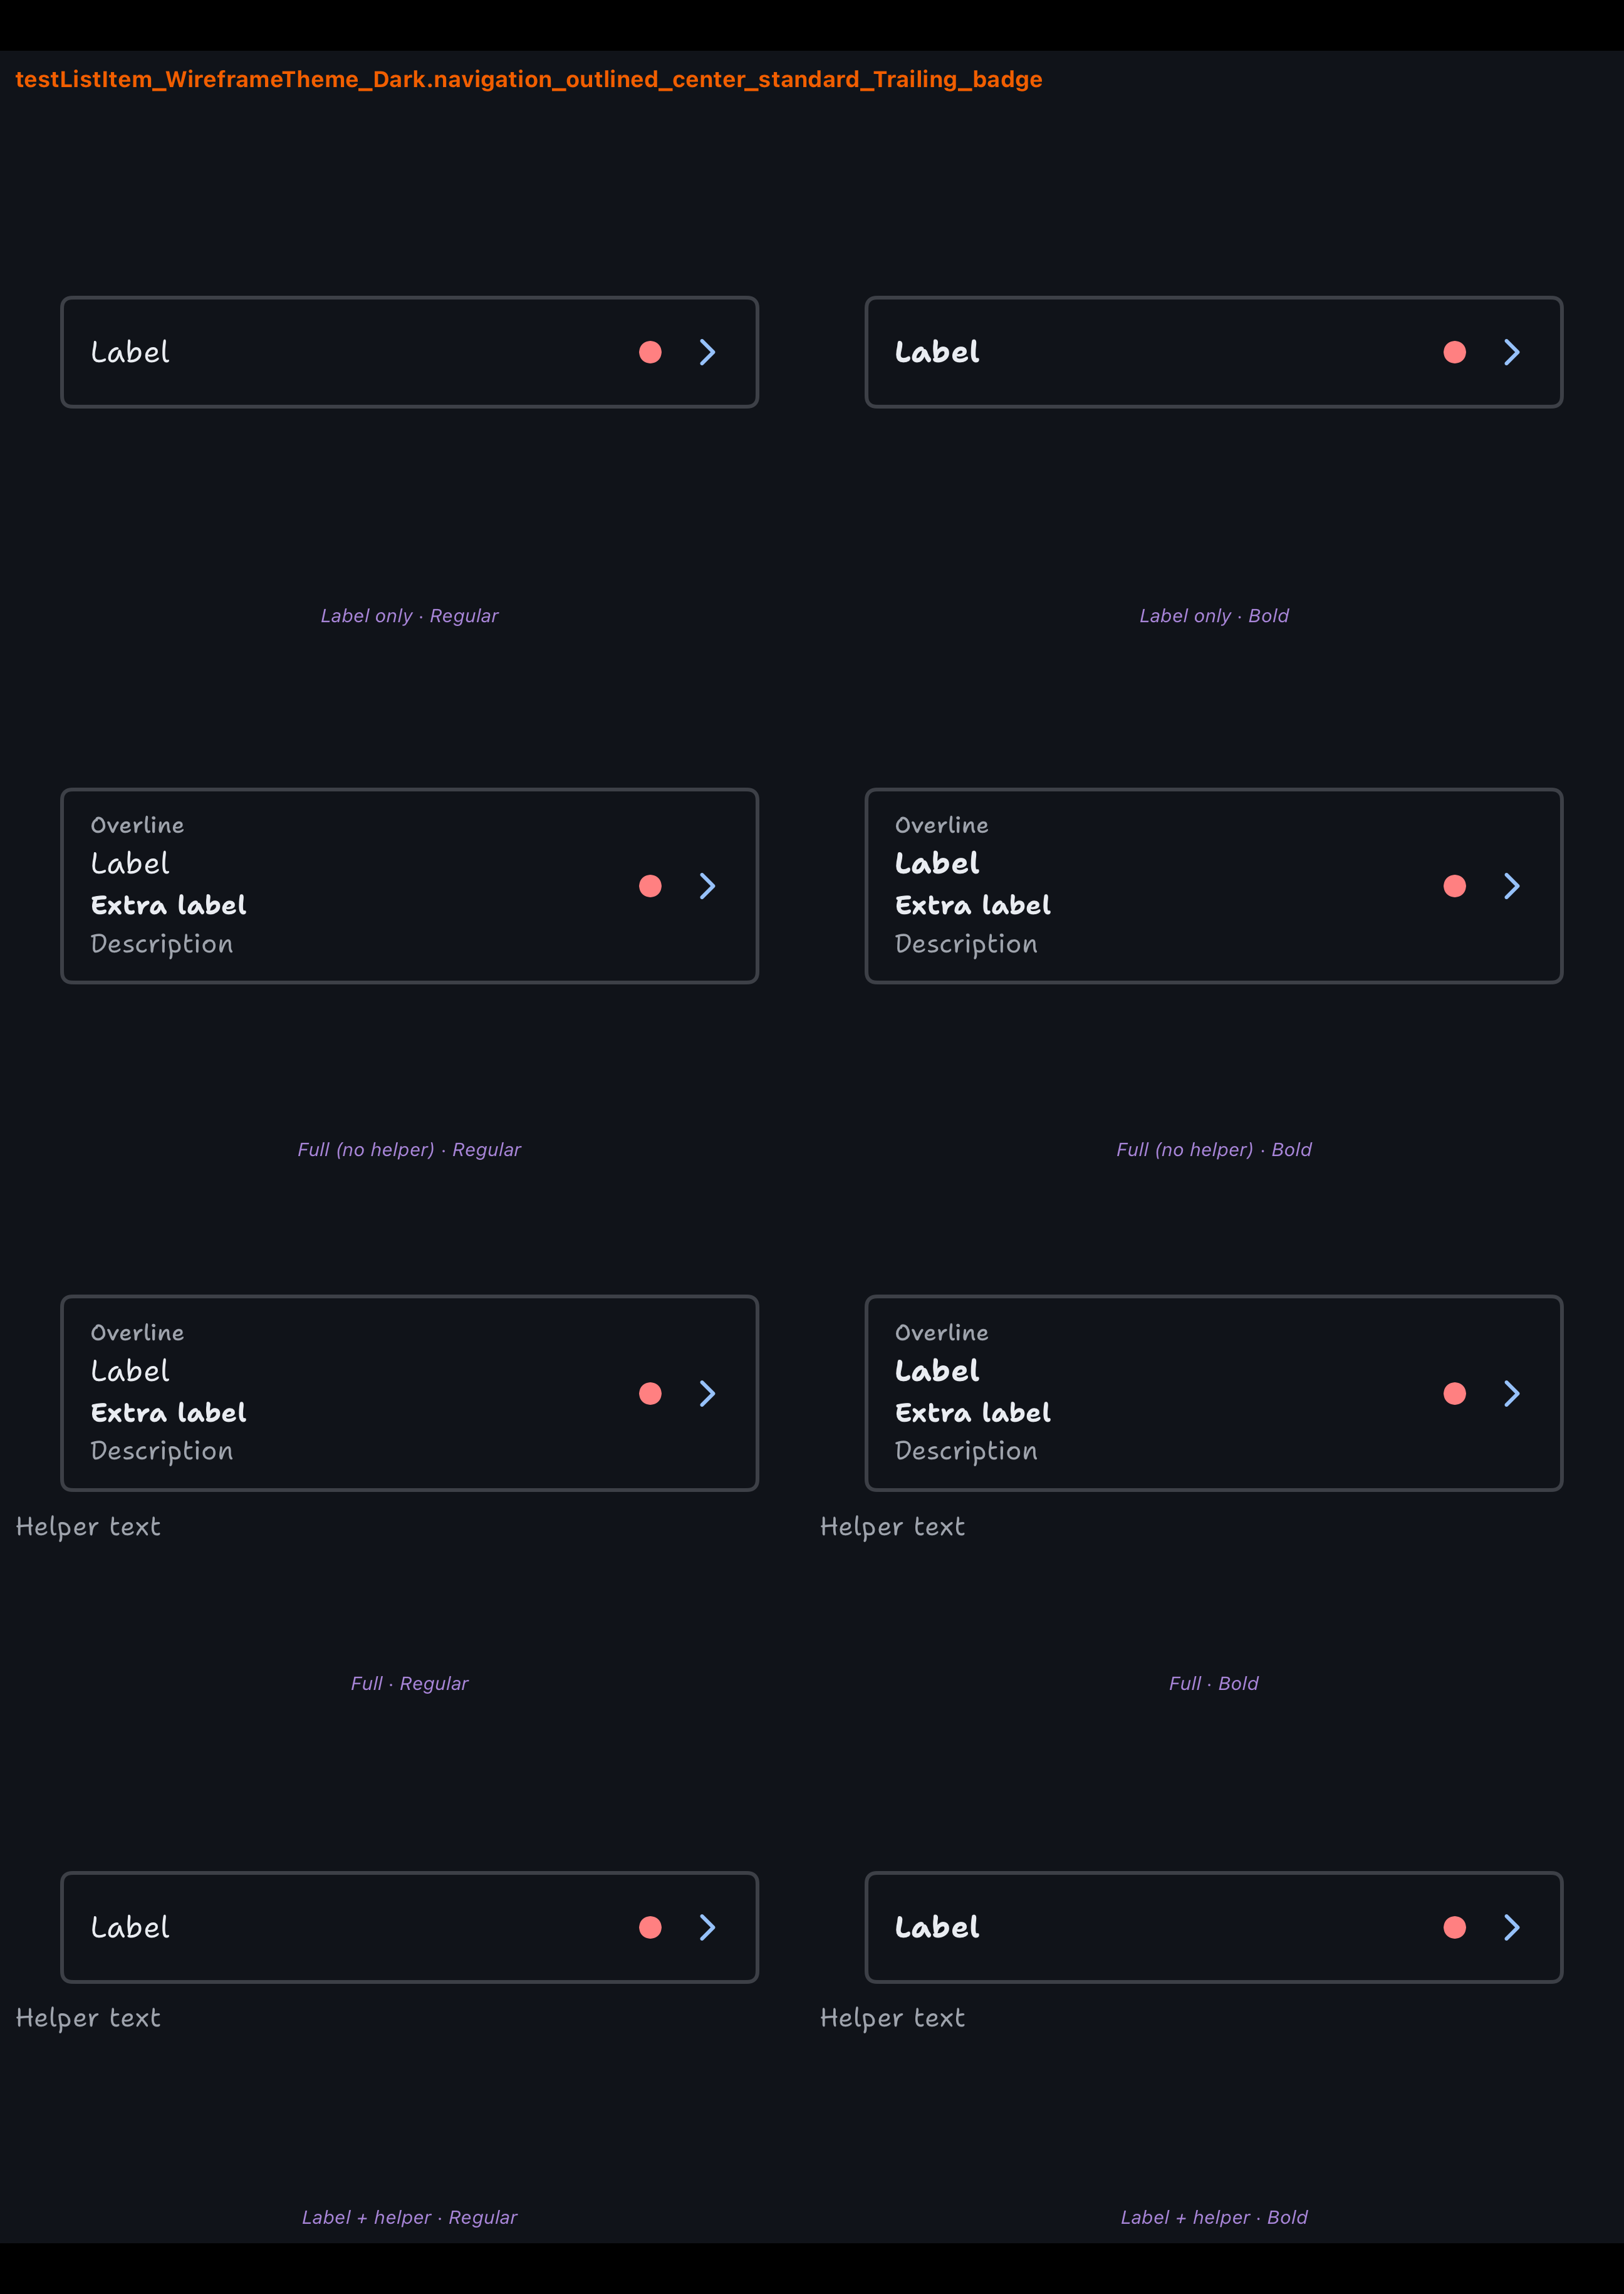 testListItem_WireframeTheme_Dark.navigation_outlined_center_standard_Trailing_badge
Label
Label
Label only · Regular
Label only · Bold
Overline
Label
Extra label
Description
Overline
Label
Extra label
Description
Full (no helper) · Regular
Full (no helper) · Bold
Overline
Label
Extra label
Description
Helper text
Overline
Label
Extra label
Description
Helper text
Full · Regular
Full · Bold
Label
Helper text
Label
Helper text
Label + helper · Regular
Label + helper · Bold